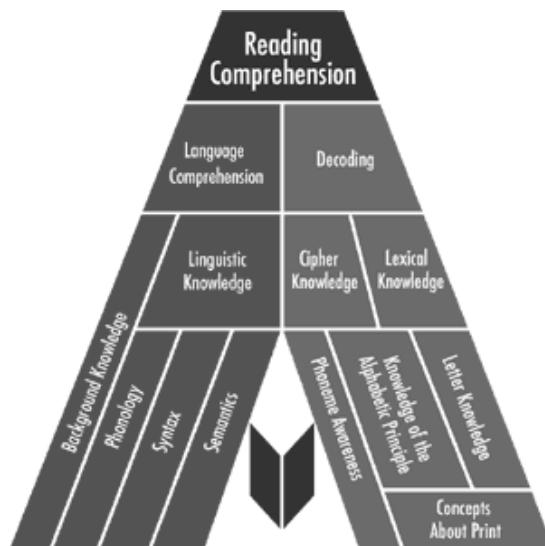 Reading
Comprehension
Language
Comprehension
Decoding
Linguistic
Knowledge
Cipher
Knowledge
Lexical
Knowledge
Background Knowledge
Phonology
Syntax
Semantics
Phoneme Awareness
Knowledge of the
Alphabetic Principle
Letter Knowledge
Concepts
About Print